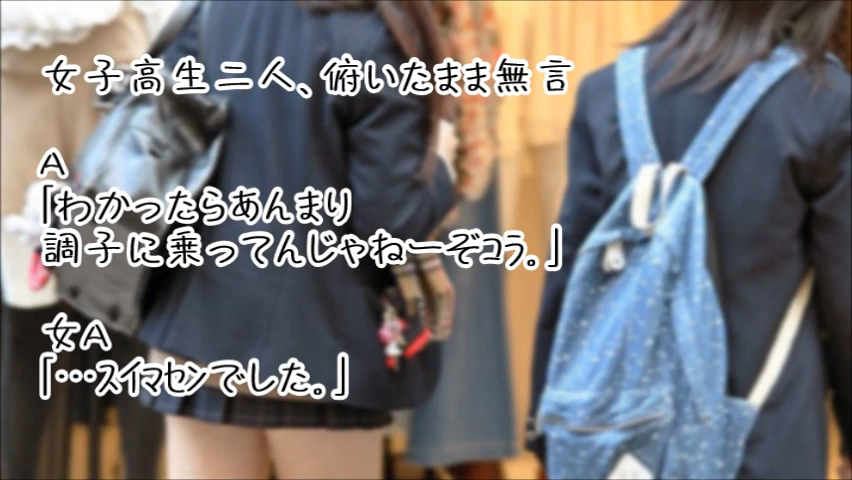 女子高生二人、俯いたまま無言
A
「わかったらあんまり
調子に乗ってんじゃねーぞコラ。」
女A
「…スイマセンでした。」